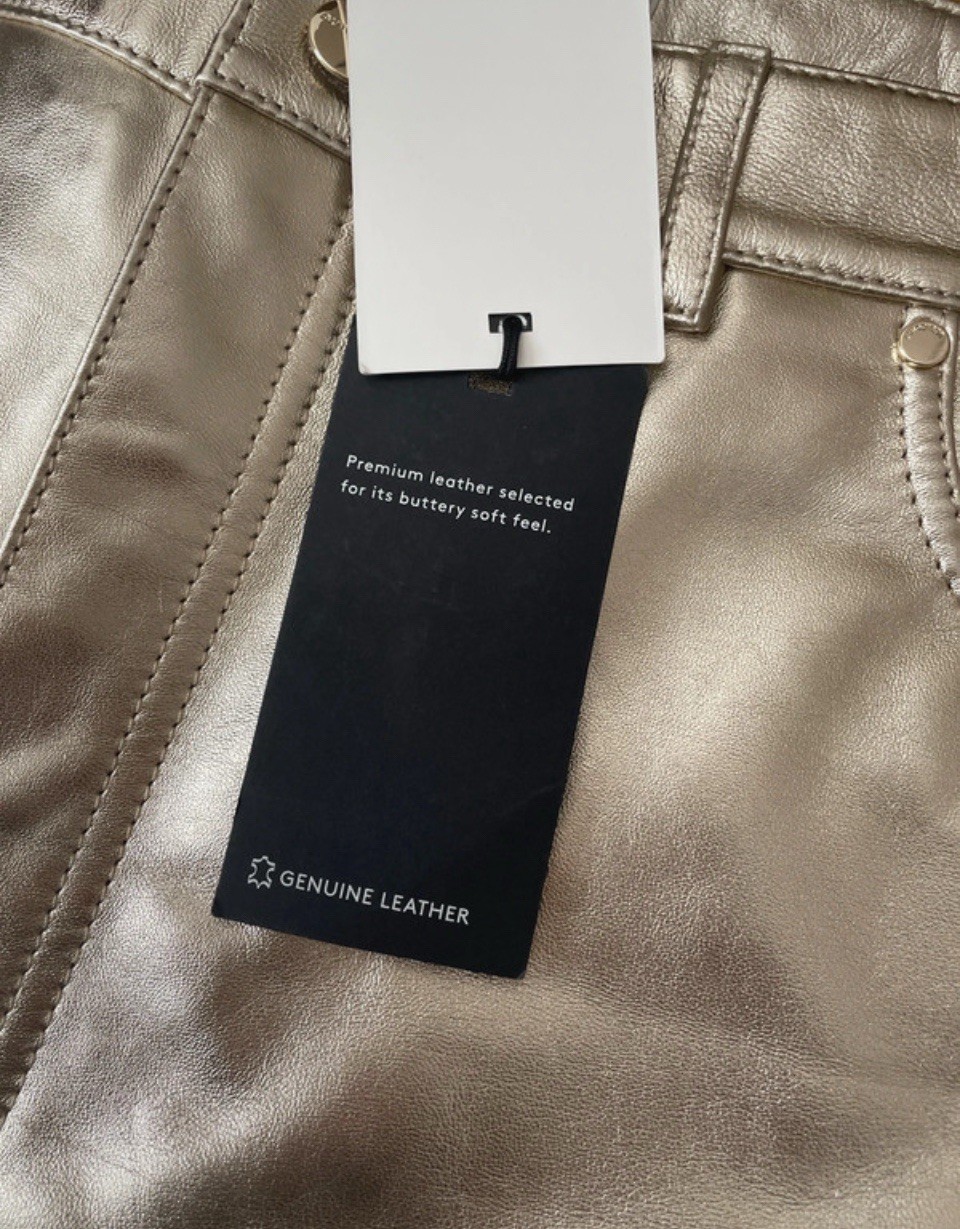 Premium leather selected
for its buttery soft feel.
GENUINE LEATHER